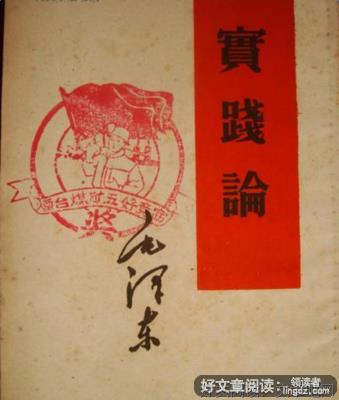 實踐論
奖
毛泽东
好文章阅读：领读者
lingdz.com